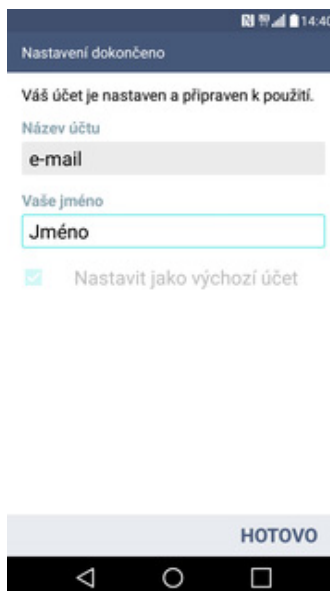 14:40
Nastavení dokončeno
Váš účet je nastaven a připraven k použití.
Název účtu
e-mail
Vaše jméno
Jméno
Nastavit jako výchozí účet
HOTOVO